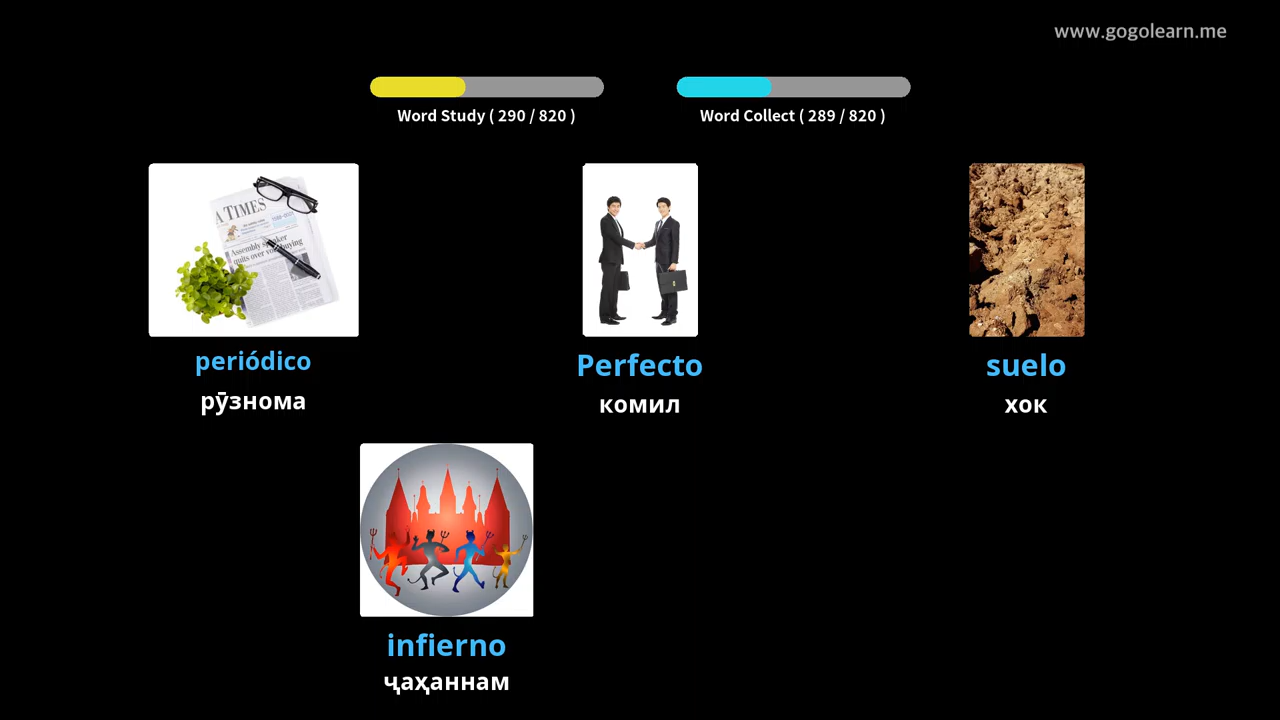 www.gogolearn.me
Word Study ( 290 / 820 )
Word Collect ( 289 / 820 )
A TIMES
periódico
рӯзнома
Perfecto
комил
suelo
хок
infierno
ҷаҳаннам